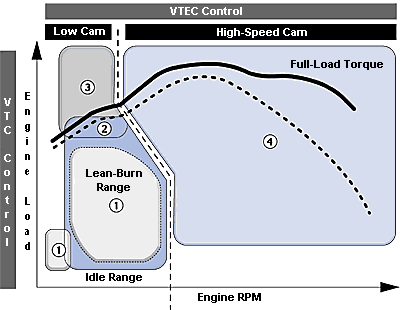 VTEC Control
Low Cam
High-Speed Cam
VTC Control
Engine Load
Full-Load Torque
③
②
④
Lean-Burn
Range
①
①
Idle Range
Engine RPM